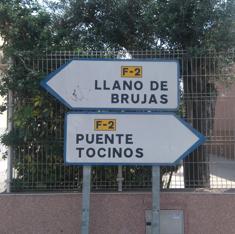 F-2
LLANO DE
BRUJAS
F-2
PUENTE
TOCINOS